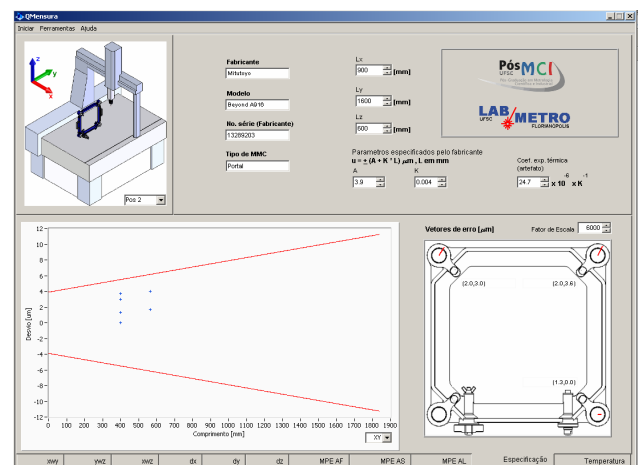 QMensura
Iniciar Ferramentas Ajuda
z
y
x
Pos 2
Fabricante
Mitutoyo
Modelo
Beyond A916
No. série (Fabricante)
13289203
Tipo de MMC
Portal
Lx
900 [mm]
Ly
1600 [mm]
Lz
600 [mm]
Parametros especificados pelo fabricante
u = ± (A + K * L) µm , L em mm
A
3.9
K
0.004
Coef. exp. térmica
(artefato)
24.7 x 10 -6 x K -1
PósMCI
UFSC
LABMETRO
UFSC
FLORIANÓPOLIS
Desvio [um]
12
10
8
6
4
2
0
-2
-4
-6
-8
-10
-12
0 100 200 300 400 500 600 700 800 900 1000 1100 1200 1300 1400 1500 1600 1700 1800 1900
Comprimento [mm]
XY
Vetores de erro [µm]
Fator de Escala 6000
(2.0,3.0) (2.0,3.6)
(1.3,0.0)
xwy ywz xwz dx dy dz MPE AF MPE AS MPE AL Especificação Temperatura